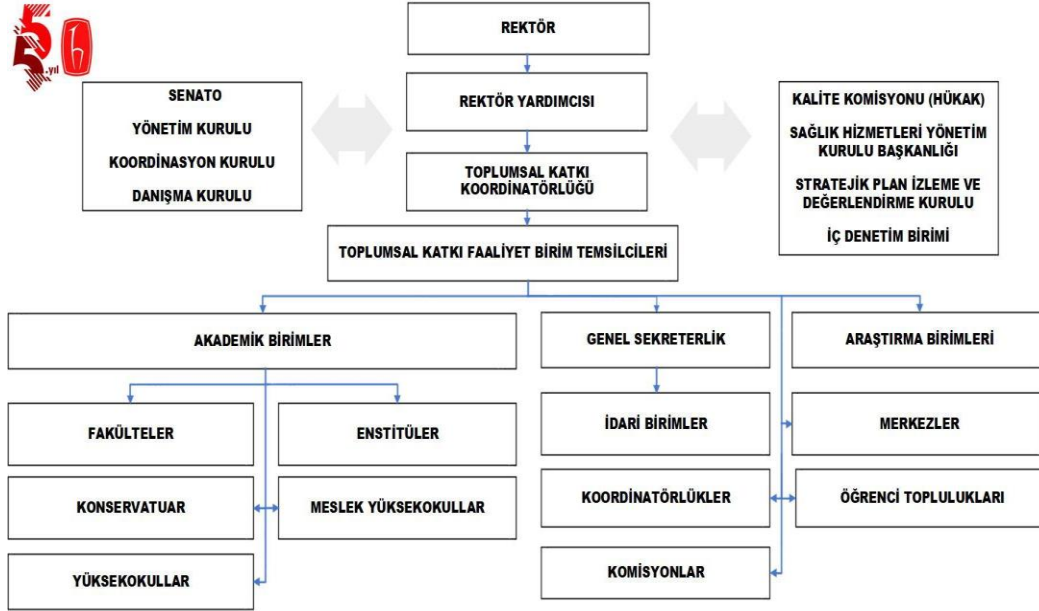 55 h
.yıl
REKTÖR
SENATO
YÖNETİM KURULU
KOORDİNASYON KURULU
DANIŞMA KURULU
REKTÖR YARDIMCISI
TOPLUMSAL KATKI
KOORDİNATÖRLÜĞÜ
KALİTE KOMİSYONU (HÜKAK)
SAĞLIK HİZMETLERİ YÖNETİM
KURULU BAŞKANLIĞI
STRATEJİK PLAN İZLEME VE
DEĞERLENDİRME KURULU
İÇ DENETİM BİRİMİ
TOPLUMSAL KATKI FAALİYET BİRİM TEMSİLCİLERİ
AKADEMİK BİRİMLER
GENEL SEKRETERLİK
ARAŞTIRMA BİRİMLERİ
FAKÜLTELER
ENSTİTÜLER
İDARİ BİRİMLER
MERKEZLER
KONSERVATUAR
MESLEK YÜKSEKOKULLAR
KOORDİNATÖRLÜKLER
ÖĞRENCİ TOPLULUKLARI
YÜKSEKOKULLAR
KOMİSYONLAR